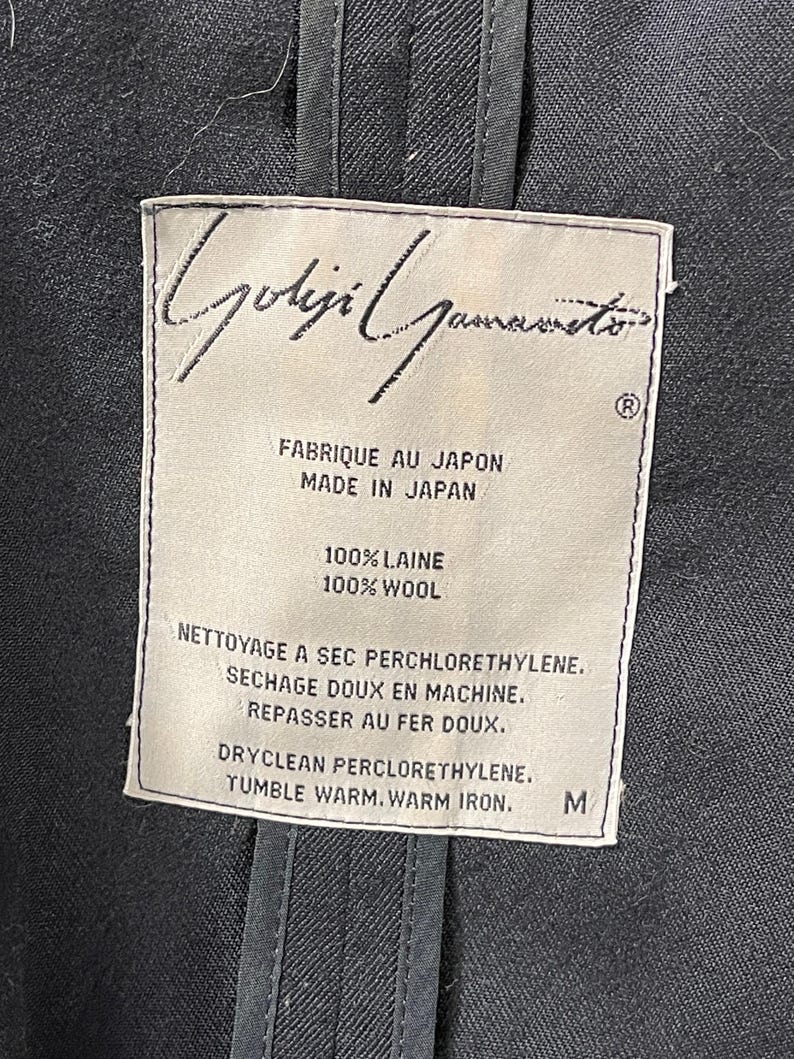 Yohji Yamamoto
®
FABRIQUE AU JAPON
MADE IN JAPAN
100% LAINE
100% WOOL
NETTOYAGE A SEC PERCHLORETHYLENE.
SECHAGE DOUX EN MACHINE.
REPASSER AU FER DOUX.
DRYCLEAN PERCLORETHYLENE.
TUMBLE WARM. WARM IRON. M